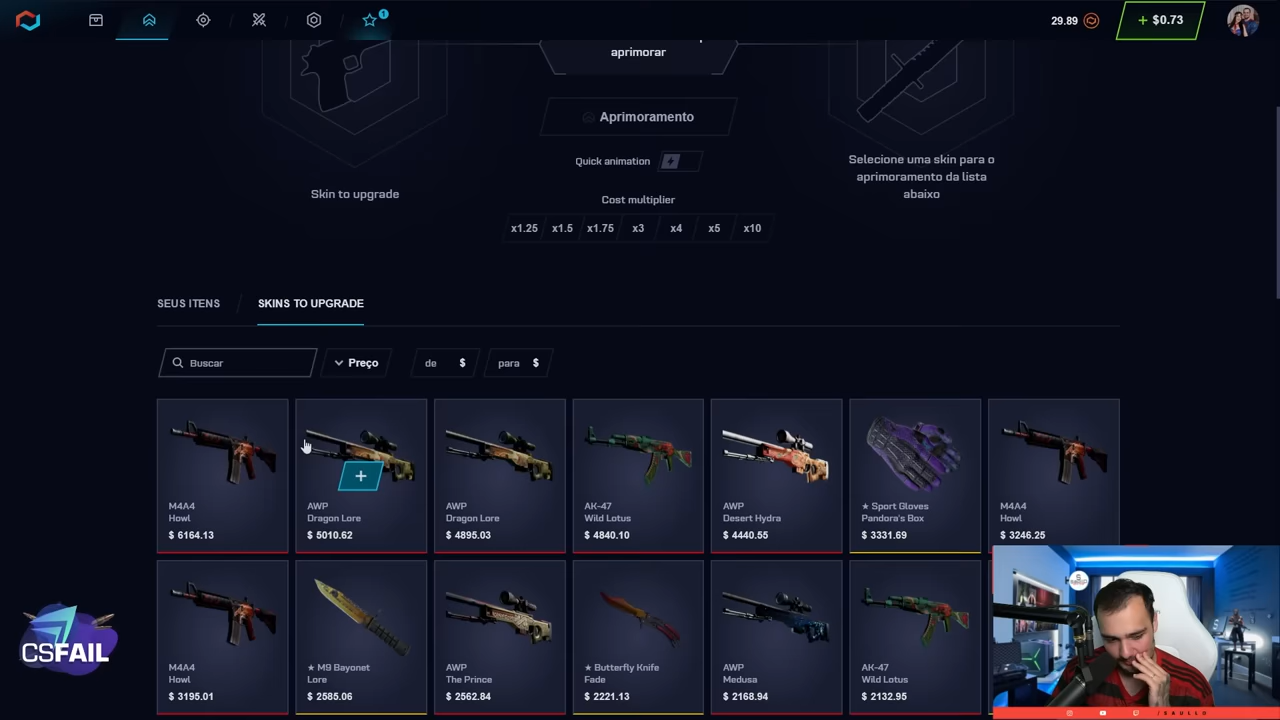 29.89
+ $0.73
1
aprimorar
Aprimoramento
Quick animation
Selecione uma skin para o
aprimoramento da lista
abaixo
Skin to upgrade
Cost multiplier
x1.25 x1.5 x1.75 x3 x4 x5 x10
SEUS ITENS / SKINS TO UPGRADE
Buscar
Preço
de $
para $
M4A4
Howl
$ 6164.13
AWP
Dragon Lore
$ 5010.62
AWP
Dragon Lore
$ 4895.03
AK-47
Wild Lotus
$ 4840.10
AWP
Desert Hydra
$ 4440.55
★ Sport Gloves
Pandora's Box
$ 3331.69
M4A4
Howl
$ 3246.25
M4A4
Howl
$ 3195.01
★ M9 Bayonet
Lore
$ 2585.06
AWP
The Prince
$ 2562.84
★ Butterfly Knife
Fade
$ 2221.13
AWP
Medusa
$ 2168.94
AK-47
Wild Lotus
$ 2132.95
CSFAIL
/SAULLO